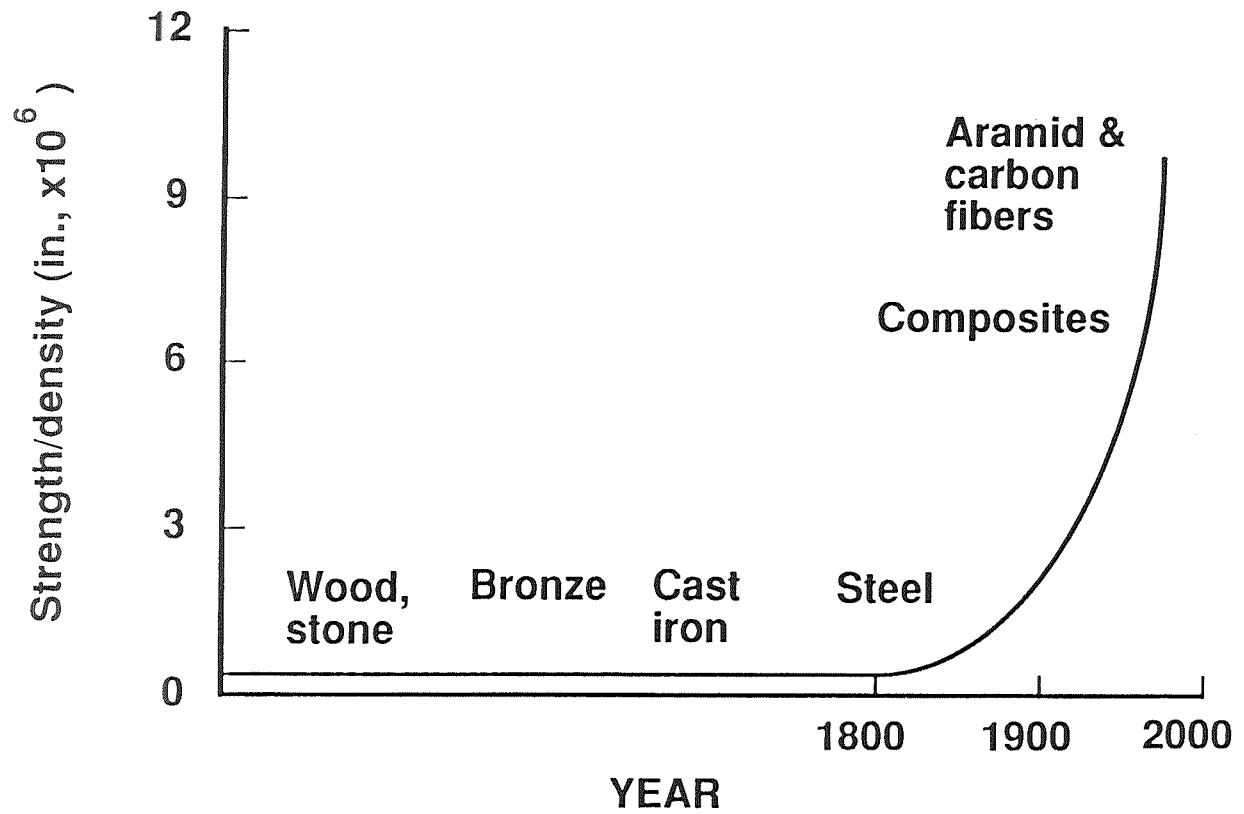 12
9
6
3
0
Strength/density (in., x10⁶)
Aramid &
carbon
fibers
Composites
Wood,
stone
Bronze
Cast
iron
Steel
1800
1900
2000
YEAR